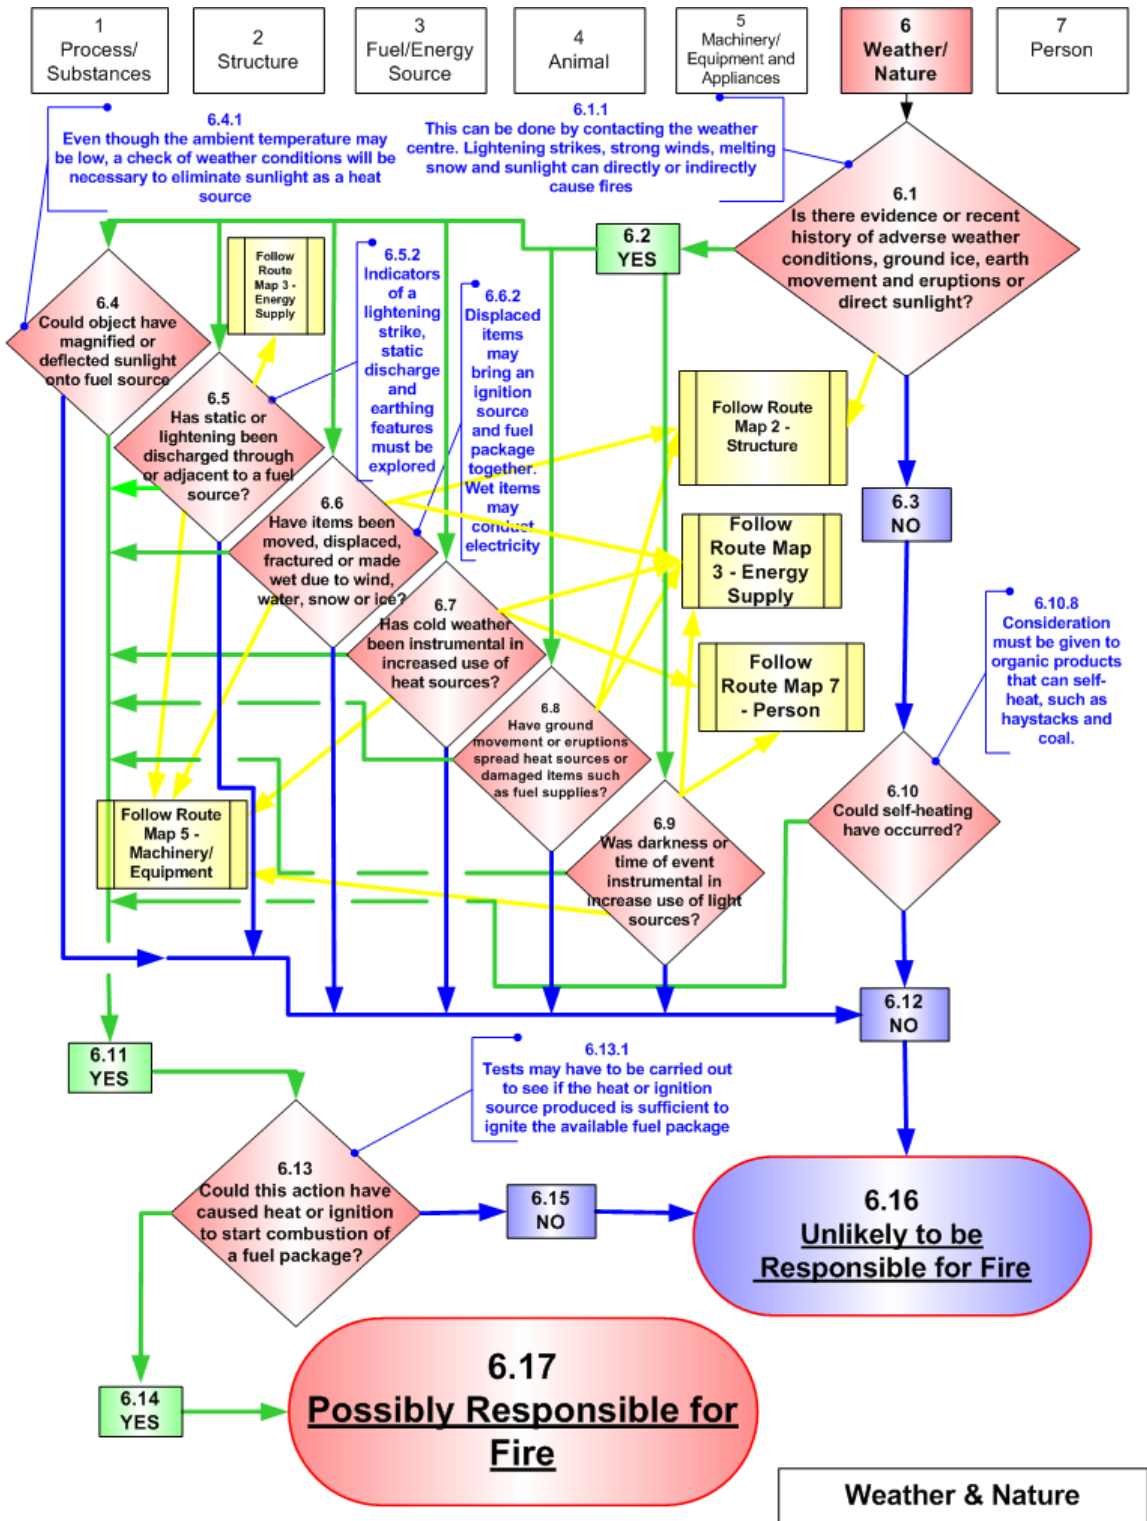 1
Process/
Substances
2
Structure
3
Fuel/Energy
Source
4
Animal
5
Machinery/
Equipment and
Appliances
6
Weather/
Nature
7
Person
6.4.1
Even though the ambient temperature may
be low, a check of weather conditions will be
necessary to eliminate sunlight as a heat
source
6.1.1
This can be done by contacting the weather
centre. Lightening strikes, strong winds, melting
snow and sunlight can directly or indirectly
cause fires
6.1
Is there evidence or recent
history of adverse weather
conditions, ground ice, earth
movement and eruptions or
direct sunlight?
6.2
YES
6.4
Could object have
magnified or
deflected sunlight
onto fuel source
Follow
Route
Map 3 -
Energy
Supply
6.5.2
Indicators
of a
lightening
strike,
static
discharge
and
earthing
features
must be
explored
6.6.2
Displaced
items
may
bring an
ignition
source
and fuel
package
together.
Wet items
may
conduct
electricity
6.5
Has static or
lightening been
discharged through
or adjacent to a fuel
source?
Follow Route
Map 2 -
Structure
6.3
NO
6.6
Have items been
moved, displaced,
fractured or made
wet due to wind,
water, snow or ice?
Follow
Route Map
3 - Energy
Supply
6.7
Has cold weather
been instrumental in
increased use of
heat sources?
6.10.8
Consideration
must be given to
organic products
that can self-
heat, such as
haystacks and
coal.
Follow
Route Map 7
- Person
6.8
Have ground
movement or eruptions
spread heat sources or
damaged items such
as fuel supplies?
6.10
Could self-heating
have occurred?
Follow Route
Map 5 -
Machinery/
Equipment
6.9
Was darkness or
time of event
instrumental in
increase use of light
sources?
6.12
NO
6.11
YES
6.13.1
Tests may have to be carried out
to see if the heat or ignition
source produced is sufficient to
ignite the available fuel package
6.13
Could this action have
caused heat or ignition
to start combustion of
a fuel package?
6.15
NO
6.16
Unlikely to be
Responsible for Fire
6.14
YES
6.17
Possibly Responsible for
Fire
Weather & Nature